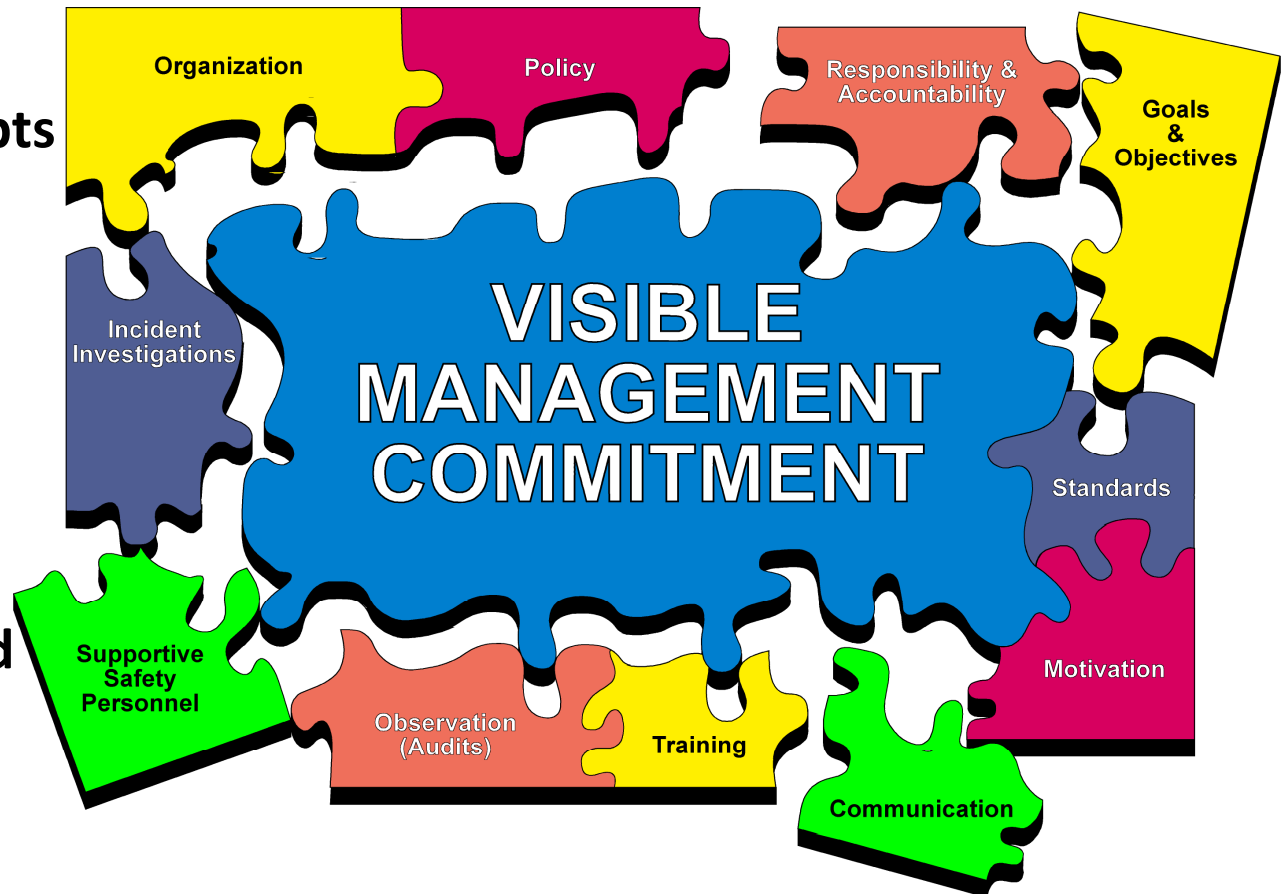 Organization
Policy
Responsibility &
Accountability
Goals
&
Objectives
Incident
Investigations
VISIBLE
MANAGEMENT
COMMITMENT
Standards
Supportive
Safety
Personnel
Observation
(Audits)
Training
Communication
Motivation